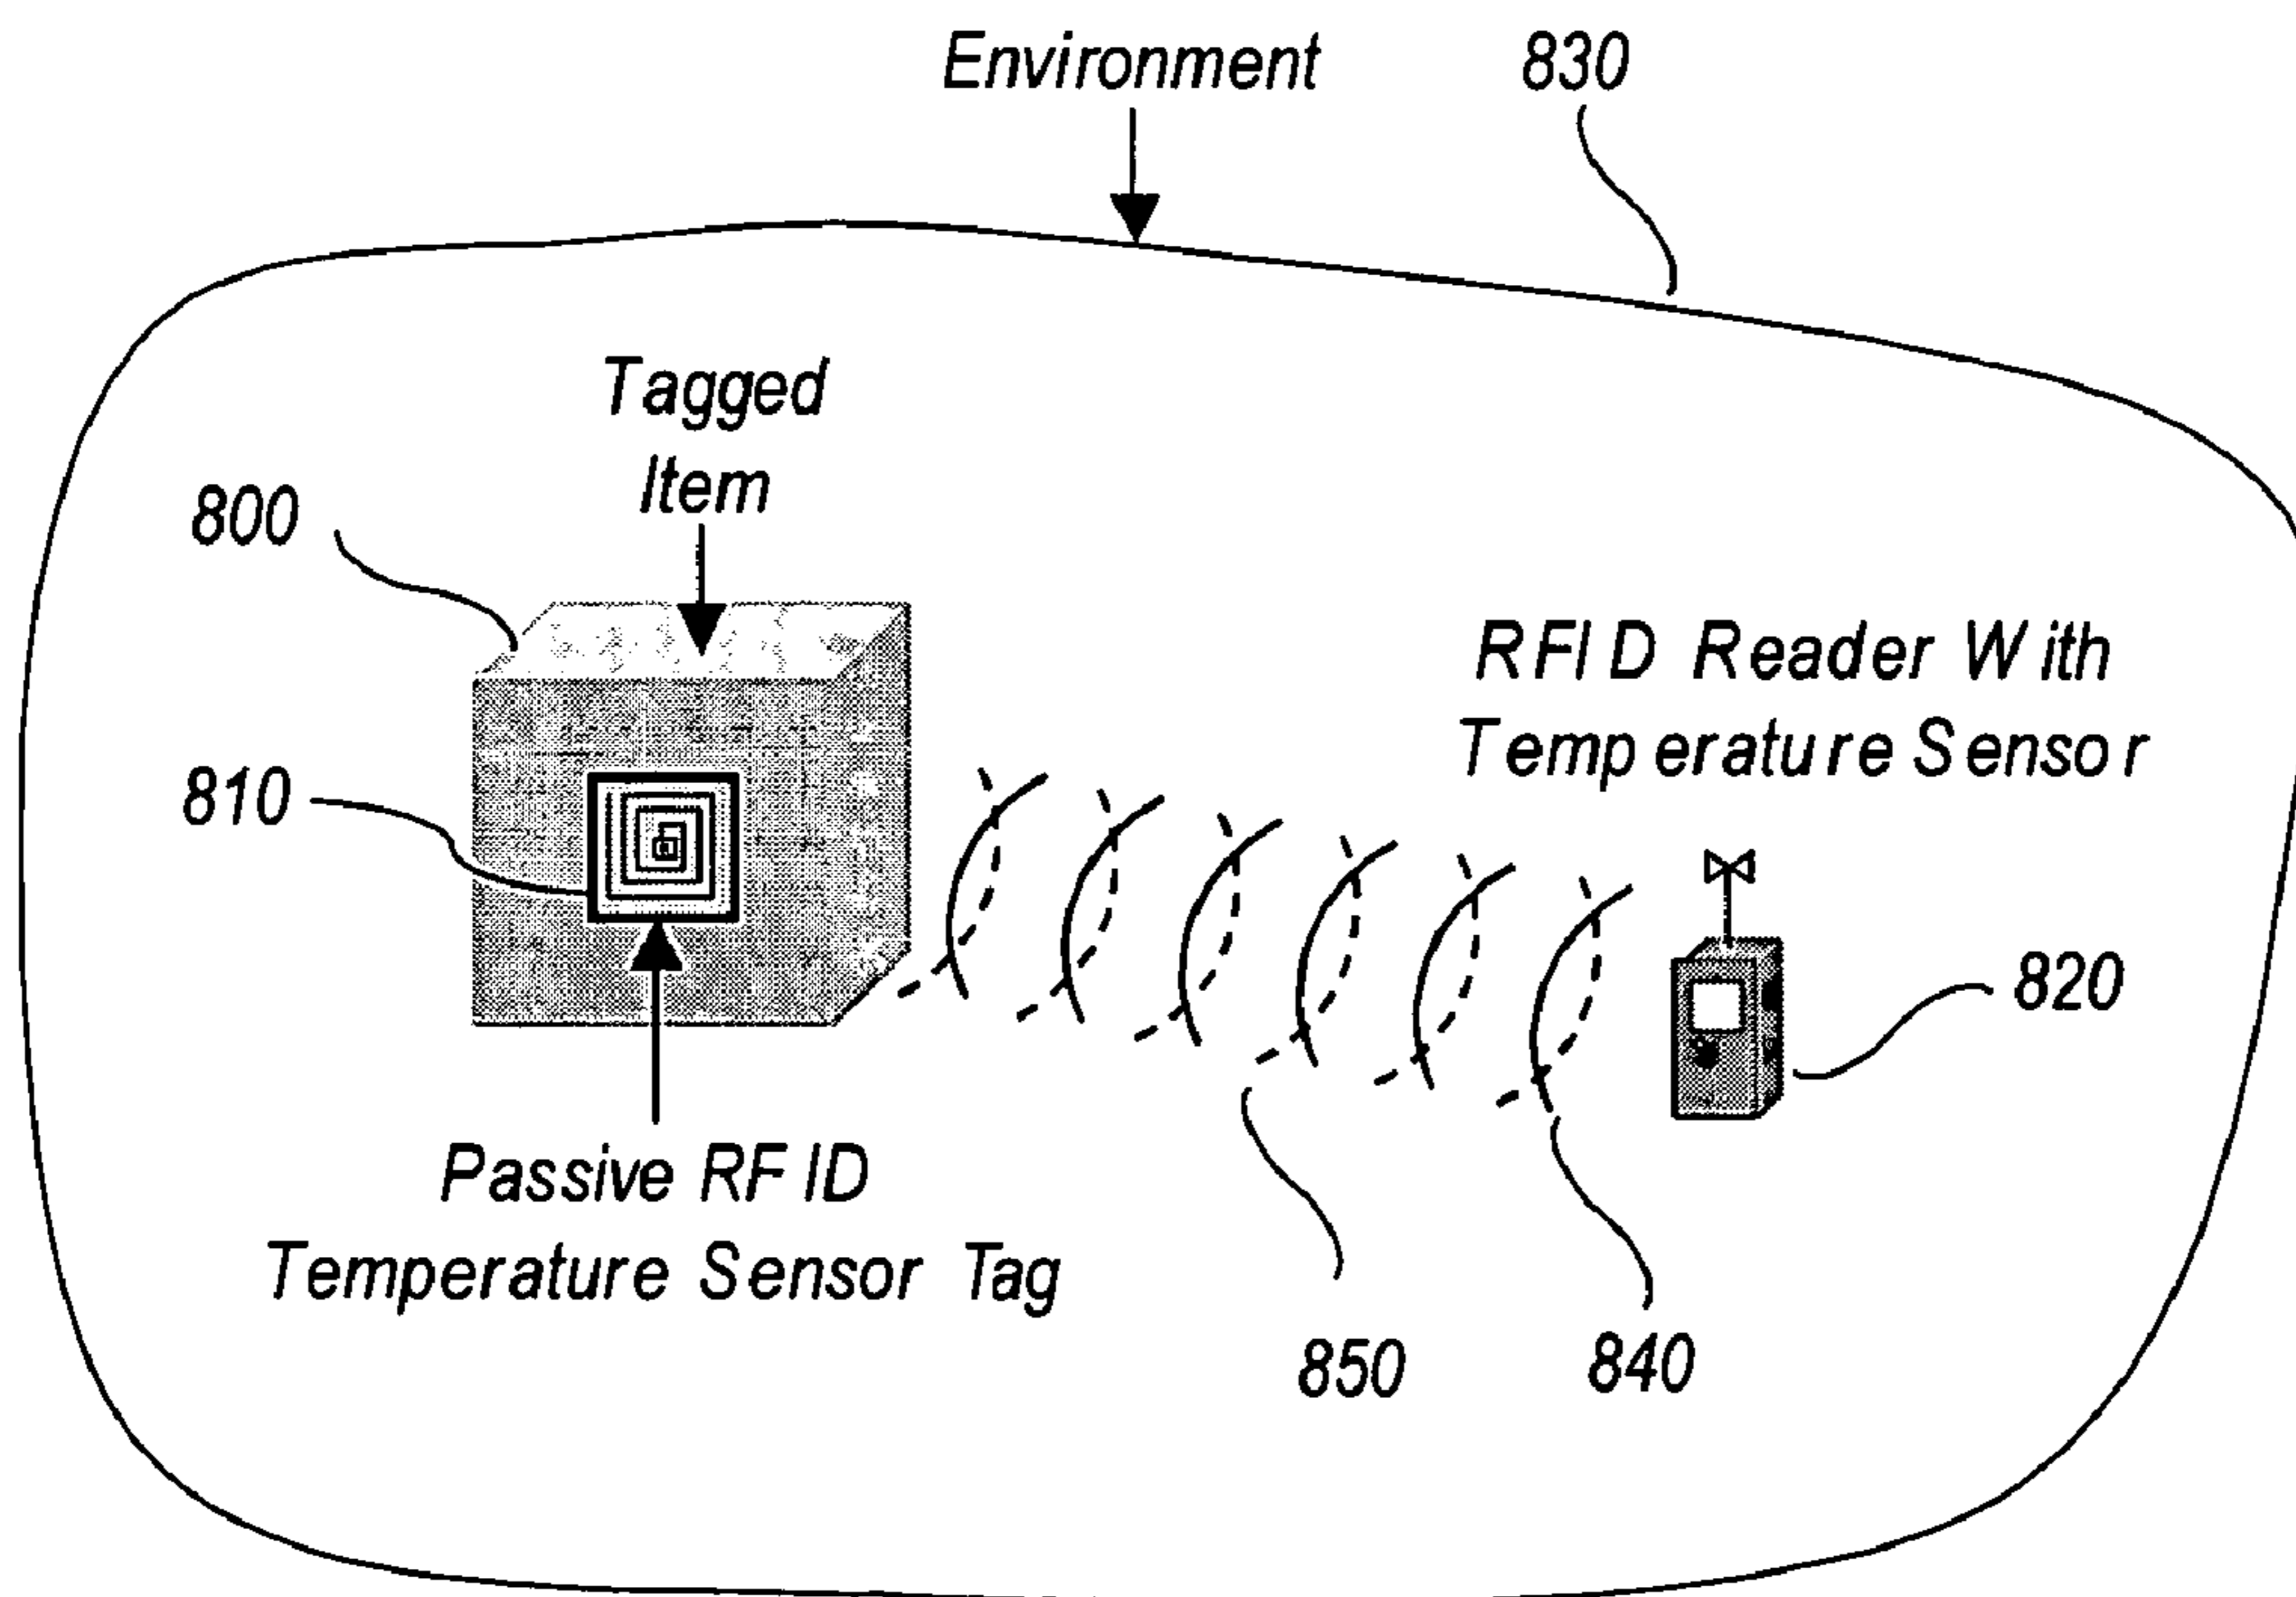 Environment
830
Tagged
Item
800
RFID Reader With
Temperature Sensor
810
820
Passive RFID
Temperature Sensor Tag
850
840